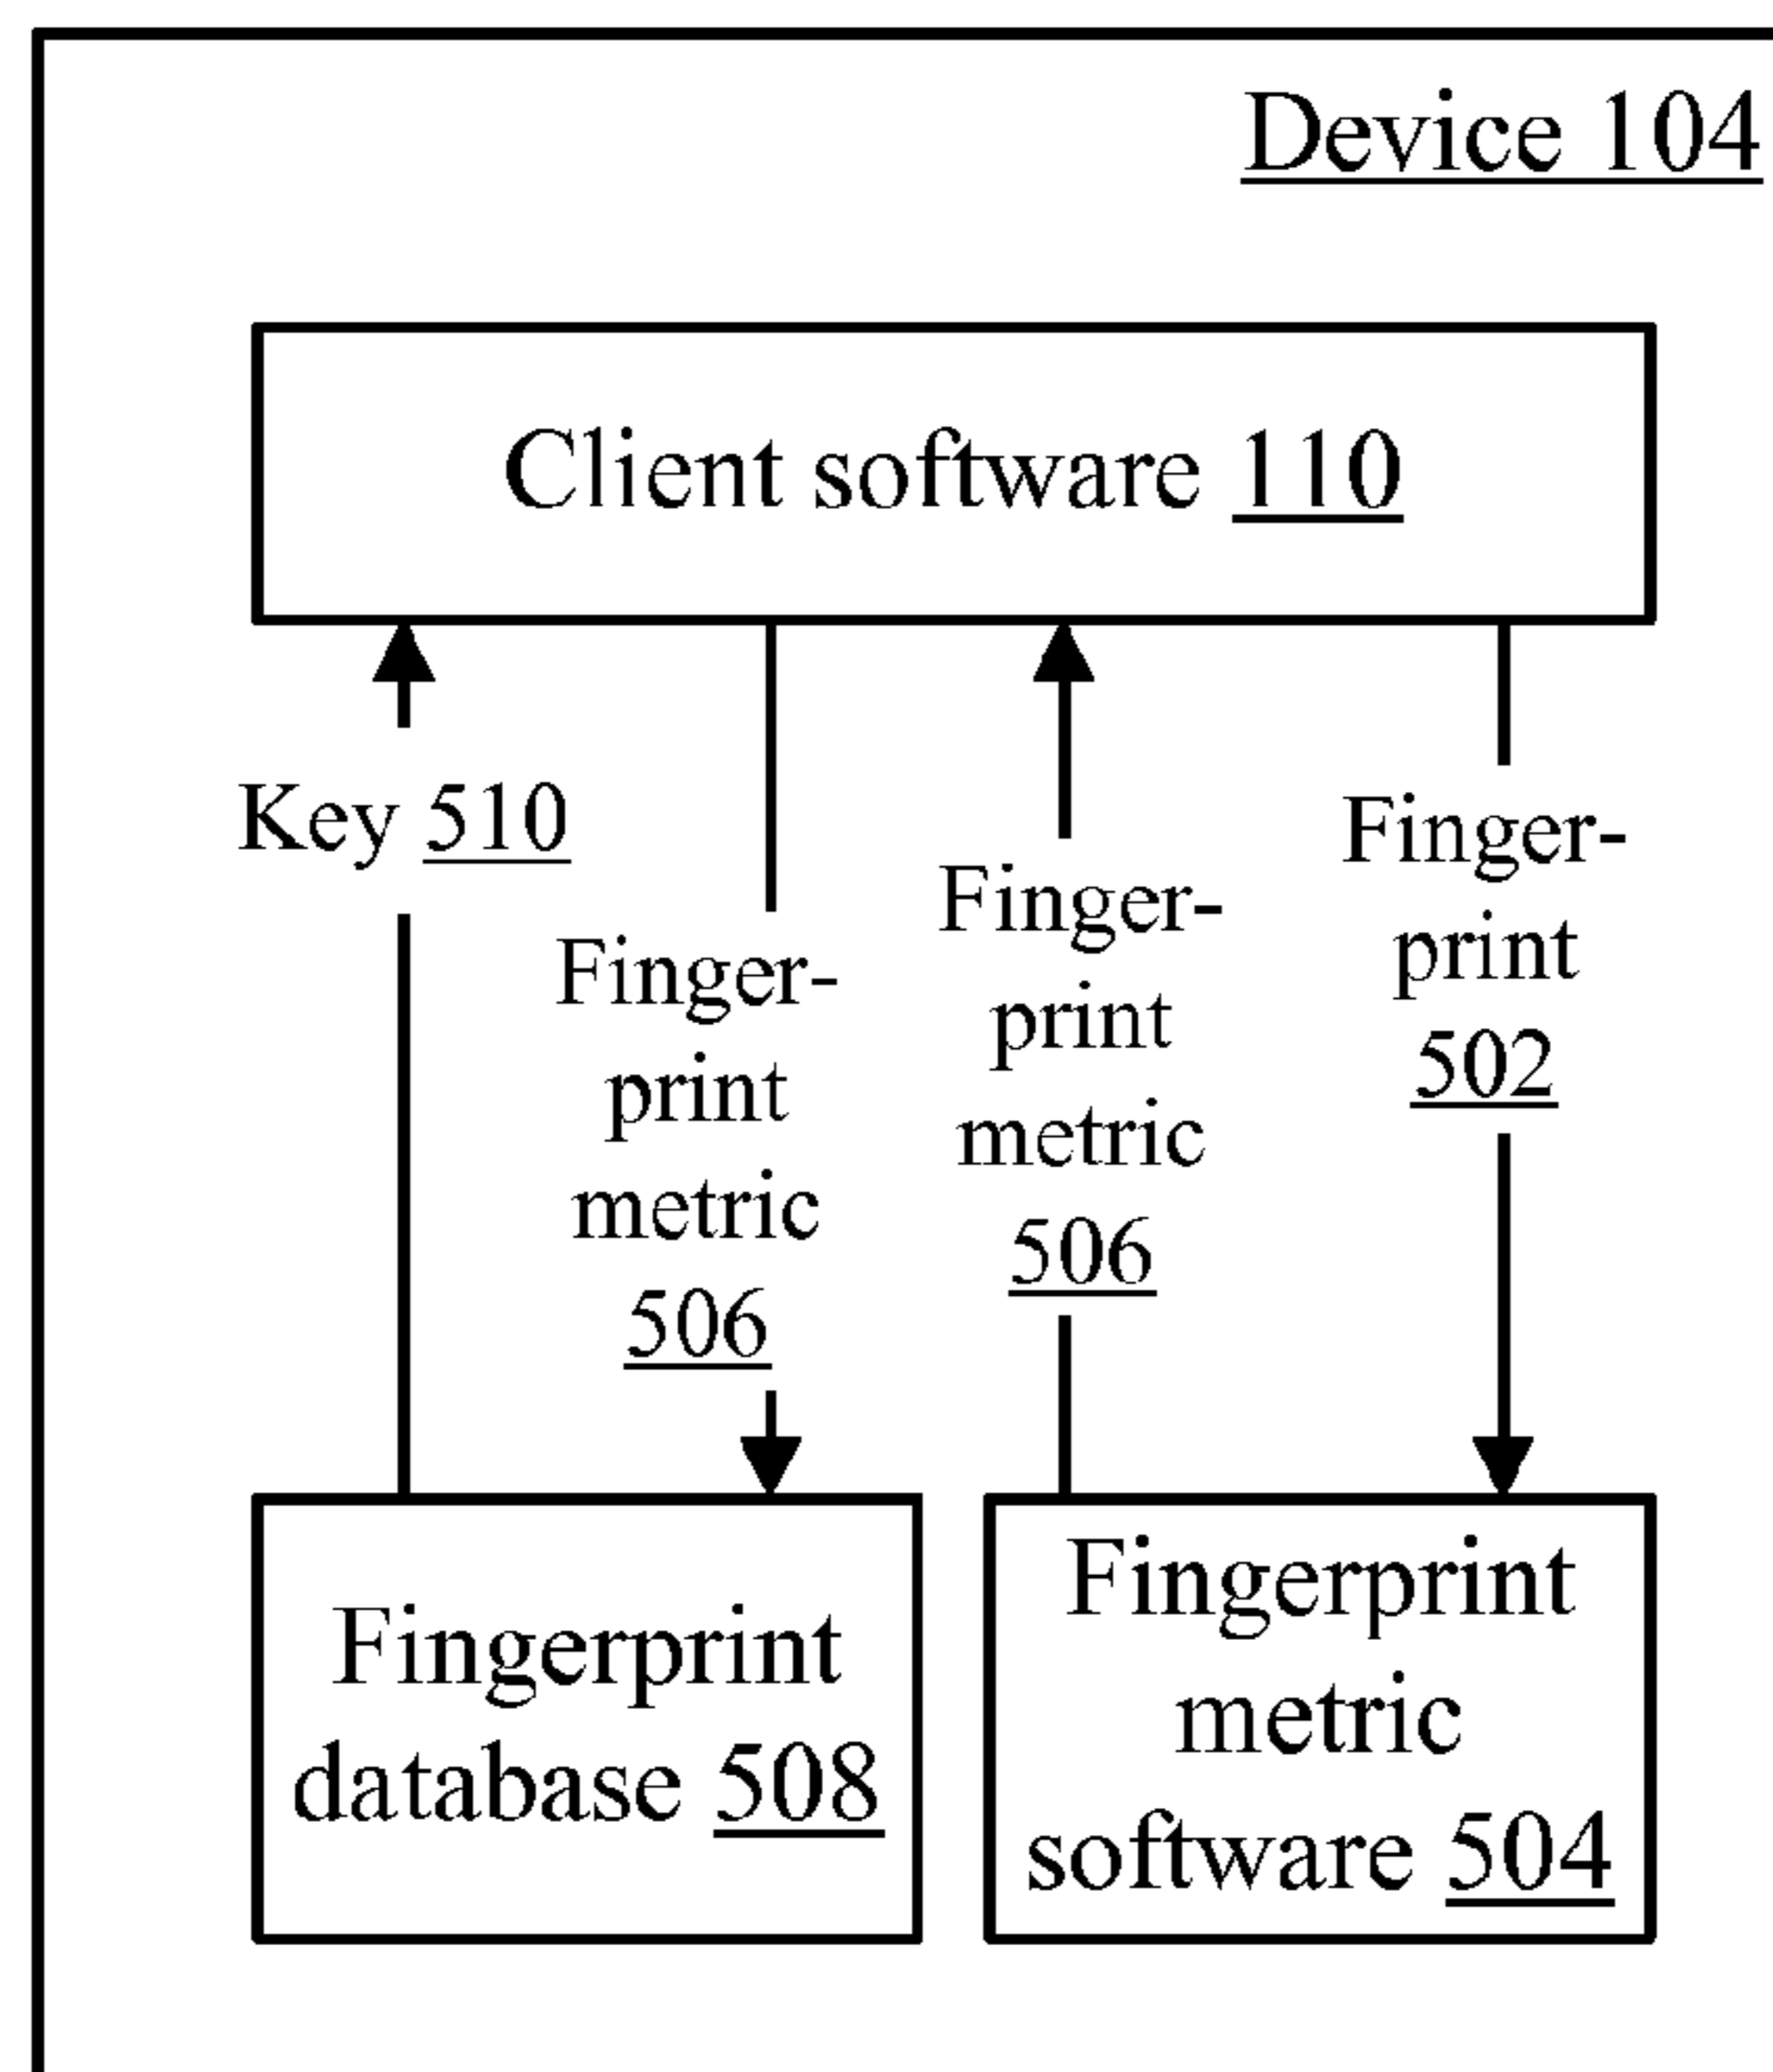 Device 104
Client software 110
Key 510
Finger-
print
metric
506
Finger-
print
metric
506
Finger-
print
502
Fingerprint
database 508
Fingerprint
metric
software 504